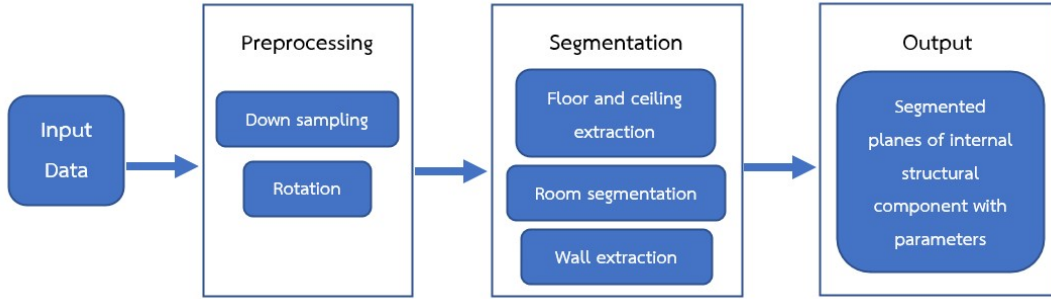 Input
Data
Preprocessing
Down sampling
Rotation
Segmentation
Floor and ceiling
extraction
Room segmentation
Wall extraction
Output
Segmented
planes of internal
structural
component with
parameters